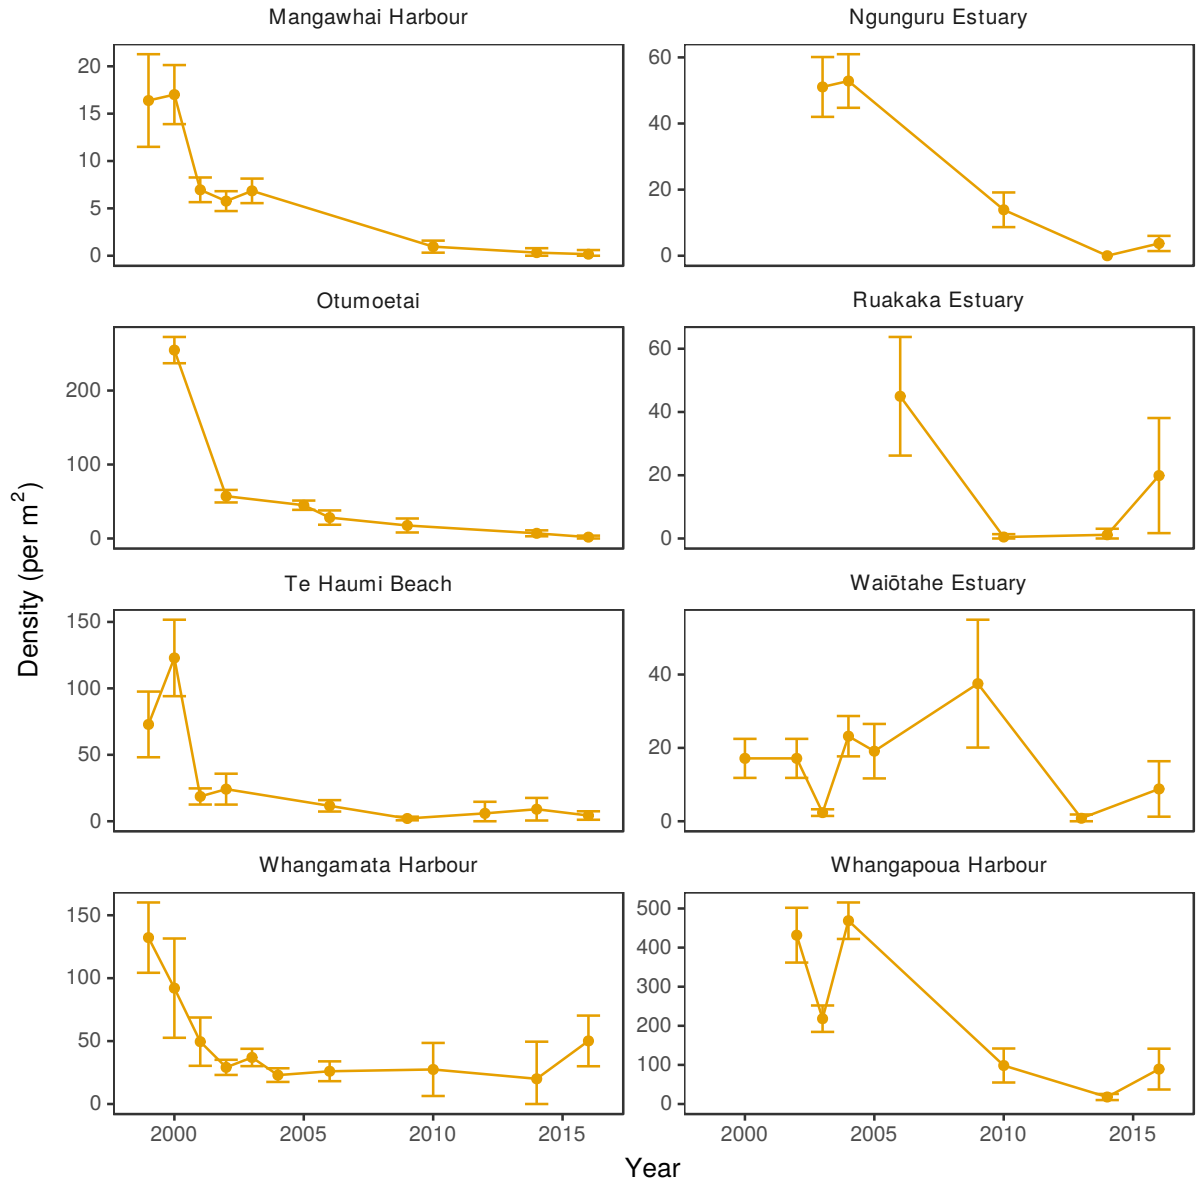 Mangawhai Harbour
Ngunguru Estuary
20
15
10
5
0
60
40
20
0
Otumoetai
Ruakaka Estuary
200
100
0
60
40
20
0
Te Haumi Beach
Waiōtahe Estuary
150
100
50
0
40
20
0
Whangamata Harbour
Whangapoua Harbour
150
100
50
0
500
400
300
200
100
0
2000 2005 2010 2015
2000 2005 2010 2015
Year
Density (per m²)